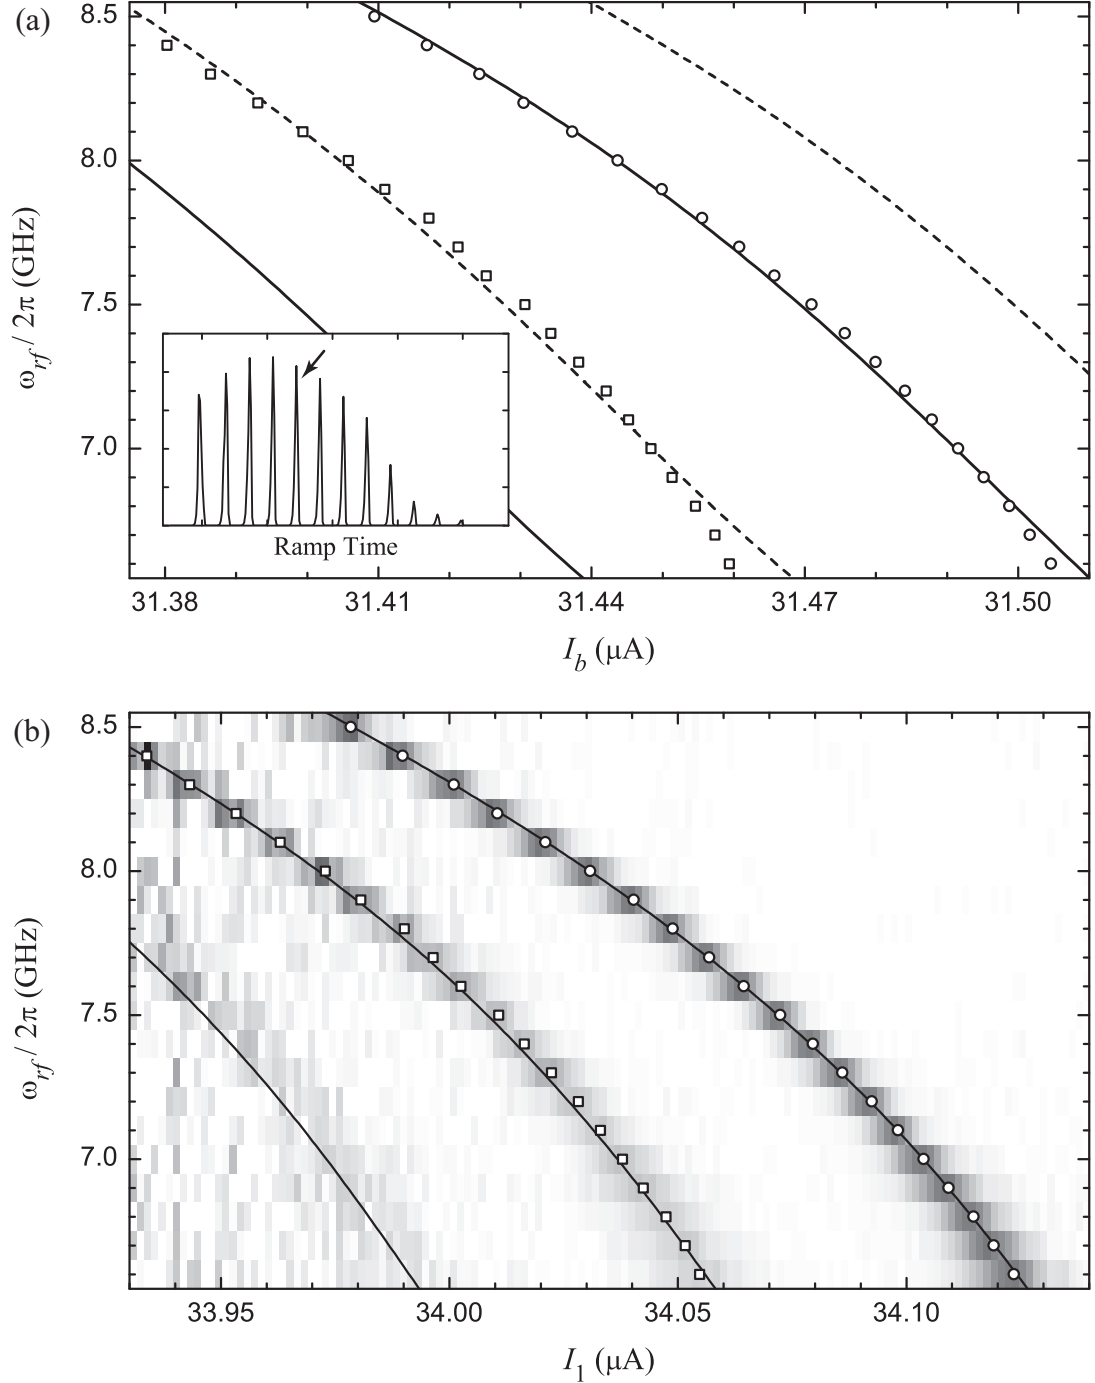 (a)
8.5
8.0
7.5
7.0
ω_rf / 2π (GHz)
Ramp Time
31.38 31.41 31.44 31.47 31.50
I_b (μA)
(b)
8.5
8.0
7.5
7.0
ω_rf / 2π (GHz)
33.95 34.00 34.05 34.10
I_1 (μA)